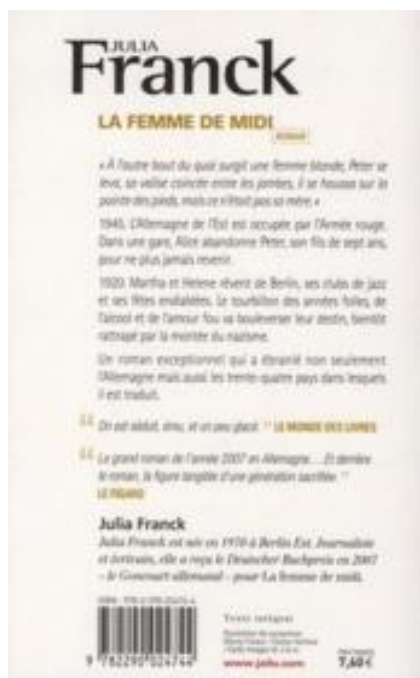 JULIA
Franck
LA FEMME DE MIDI
ROMAN
« À l'autre bout du quai surgit une femme blonde, Peter se
leva, sa valise coincée entre les jambes, il se haussa sur la
pointe des pieds, mais ce n'était pas sa mère. »
1945. L'Allemagne de l'Est est occupée par l'Armée rouge.
Dans une gare, Alice abandonne Peter, son fils de sept ans,
pour ne plus jamais revenir.
1920. Martha et Helene rêvent de Berlin, ses clubs de jazz
et ses fêtes endiablées. Le tourbillon des années folles, de
l'alcool et de l'amour fou va bouleverser leur destin, bientôt
rattrapé par la montée du nazisme.
Un roman exceptionnel qui a ébranlé non seulement
l'Allemagne mais aussi les trente-quatre pays dans lesquels
il est traduit.
“ On est séduit, ému, et un peu glacé. ” LE MONDE DES LIVRES
“ Le grand roman de l'année 2007 en Allemagne... Et derrière
le roman, la figure tangible d'une génération sacrifiée. ”
LE FIGARO
Julia Franck
Julia Franck est née en 1970 à Berlin Est. Journaliste
et écrivain, elle a reçu le Deutscher Buchpreis en 2007
– le Goncourt allemand – pour La femme de midi.
Texte intégral
www.jailu.com
7,60 €
9 782290 024744